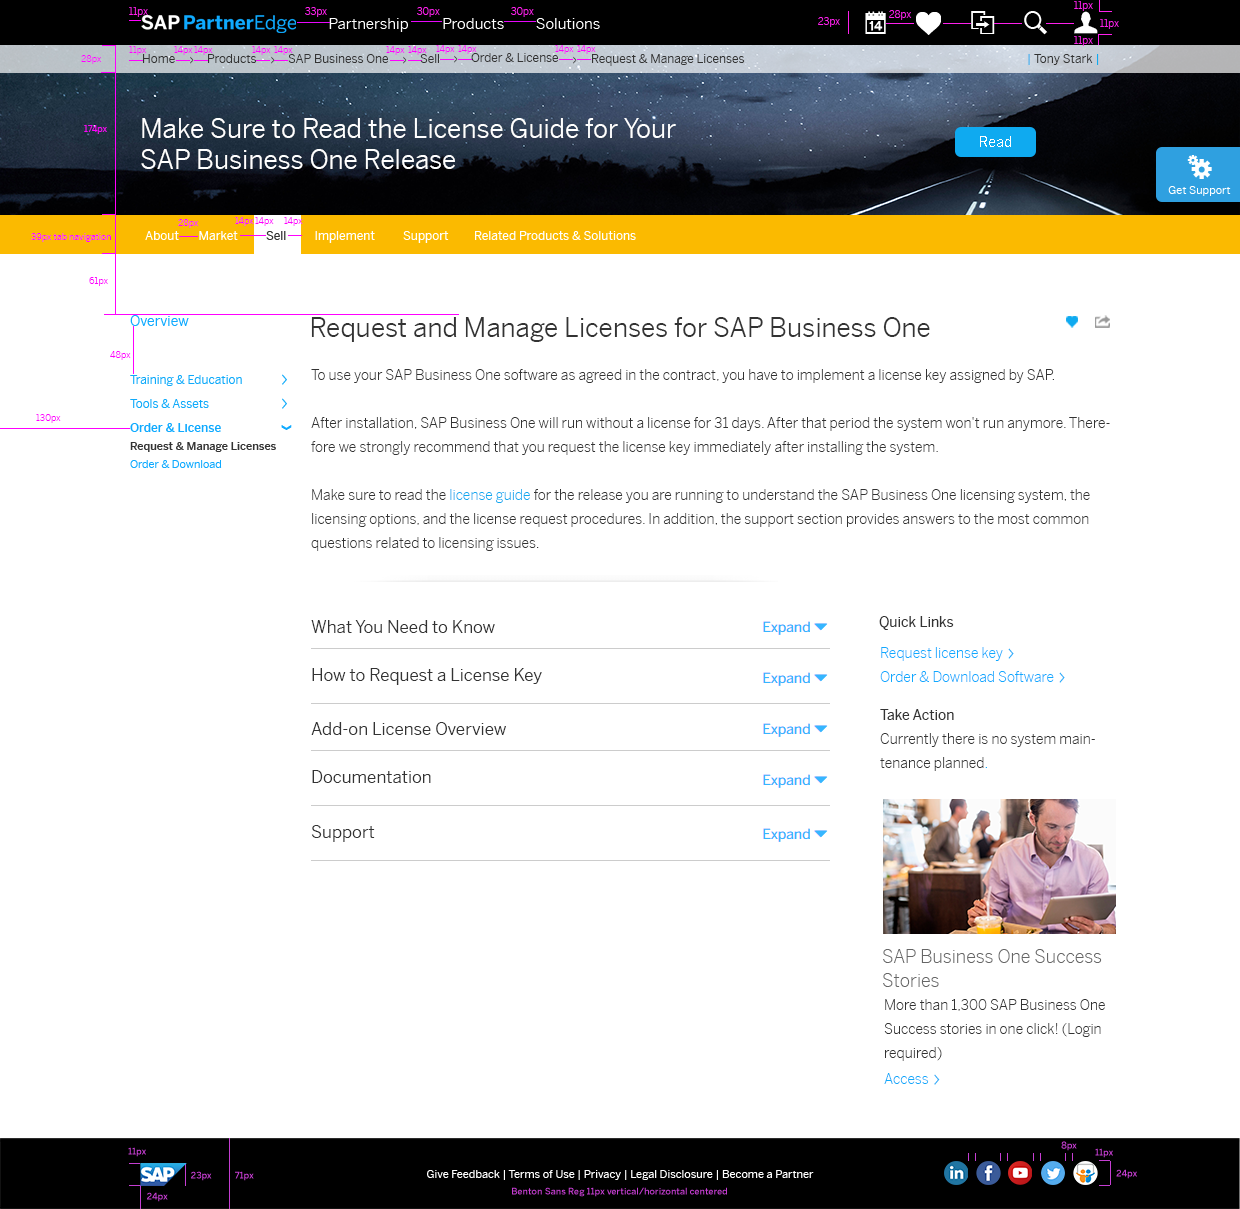 11px
33px
30px
30px
SAP PartnerEdge
Partnership
Products
Solutions
23px
14
28px
11px
11px
11px
28px
11px
14px
14px
14px
14px
14px
14px
14px
14px
14px
14px
Home
Products
SAP Business One
Sell
Order & License
Request & Manage Licenses
| Tony Stark |
174px
Make Sure to Read the License Guide for Your
SAP Business One Release
Read
Get Support
39px tab navigation
28px
14px
14px
14px
About
Market
Sell
Implement
Support
Related Products & Solutions
61px
Overview
48px
Training & Education
Tools & Assets
130px
Order & License
Request & Manage Licenses
Order & Download
Request and Manage Licenses for SAP Business One
To use your SAP Business One software as agreed in the contract, you have to implement a license key assigned by SAP.
After installation, SAP Business One will run without a license for 31 days. After that period the system won't run anymore. There-
fore we strongly recommend that you request the license key immediately after installing the system.
Make sure to read the license guide for the release you are running to understand the SAP Business One licensing system, the
licensing options, and the license request procedures. In addition, the support section provides answers to the most common
questions related to licensing issues.
What You Need to Know
Expand
How to Request a License Key
Expand
Add-on License Overview
Expand
Documentation
Expand
Support
Expand
Quick Links
Request license key
Order & Download Software
Take Action
Currently there is no system main-
tenance planned.
SAP Business One Success
Stories
More than 1,300 SAP Business One
Success stories in one click! (Login
required)
Access
11px
SAP
23px
24px
71px
Give Feedback | Terms of Use | Privacy | Legal Disclosure | Become a Partner
Benton Sans Reg 11px vertical/horizontal centered
8px
11px
24px
in
f